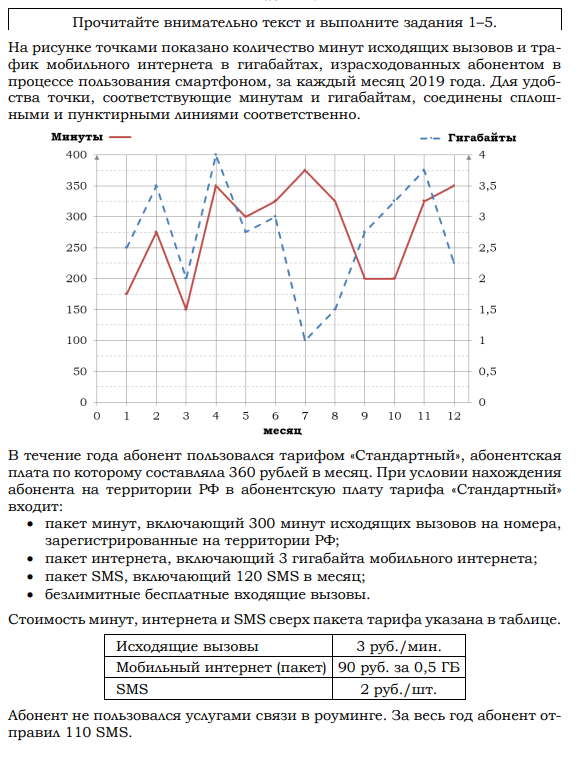 Прочитайте внимательно текст и выполните задания 1–5.
На рисунке точками показано количество минут исходящих вызовов и тра-
фик мобильного интернета в гигабайтах, израсходованных абонентом в
процессе пользования смартфоном, за каждый месяц 2019 года. Для удоб-
ства точки, соответствующие минутам и гигабайтам, соединены сплош-
ными и пунктирными линиями соответственно.
Минуты Гигабайты
400 4
350 3,5
300 3
250 2,5
200 2
150 1,5
100 1
50 0,5
0 0
0 1 2 3 4 5 6 7 8 9 10 11 12
месяц
В течение года абонент пользовался тарифом «Стандартный», абонентская
плата по которому составляла 360 рублей в месяц. При условии нахождения
абонента на территории РФ в абонентскую плату тарифа «Стандартный»
входит:
• пакет минут, включающий 300 минут исходящих вызовов на номера,
зарегистрированные на территории РФ;
• пакет интернета, включающий 3 гигабайта мобильного интернета;
• пакет SMS, включающий 120 SMS в месяц;
• безлимитные бесплатные входящие вызовы.
Стоимость минут, интернета и SMS сверх пакета тарифа указана в таблице.
Исходящие вызовы 3 руб./мин.
Мобильный интернет (пакет) 90 руб. за 0,5 ГБ
SMS 2 руб./шт.
Абонент не пользовался услугами связи в роуминге. За весь год абонент от-
правил 110 SMS.